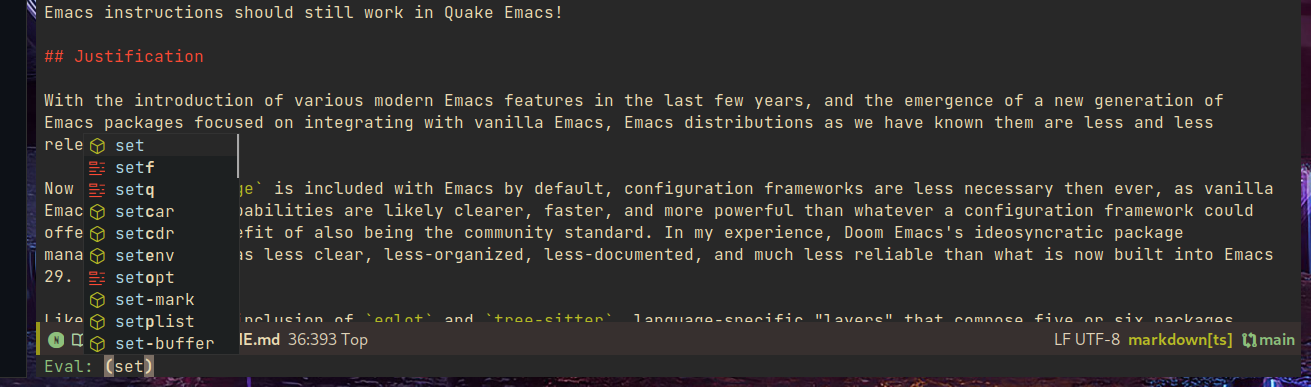 Emacs instructions should still work in Quake Emacs!
## Justification
With the introduction of various modern Emacs features in the last few years, and the emergence of a new generation of
Emacs packages focused on integrating with vanilla Emacs, Emacs distributions as we have known them are less and less
rele
set
setf
setq
setcar
setcdr
setenv
setopt
set-mark
setplist
set-buffer
Now ge` is included with Emacs by default, configuration frameworks are less necessary then ever, as vanilla
Emac pabilities are likely clearer, faster, and more powerful than whatever a configuration framework could
offe efit of also being the community standard. In my experience, Doom Emacs's ideosyncratic package
mana as less clear, less-organized, less-documented, and much less reliable than what is now built into Emacs
29.
Like nclusion of `eglot` and `tree-sitter`, language-specific "layers" that compose five or six packages
N IE.md 36:393 Top LF UTF-8 markdown[ts] main
Eval: (set)